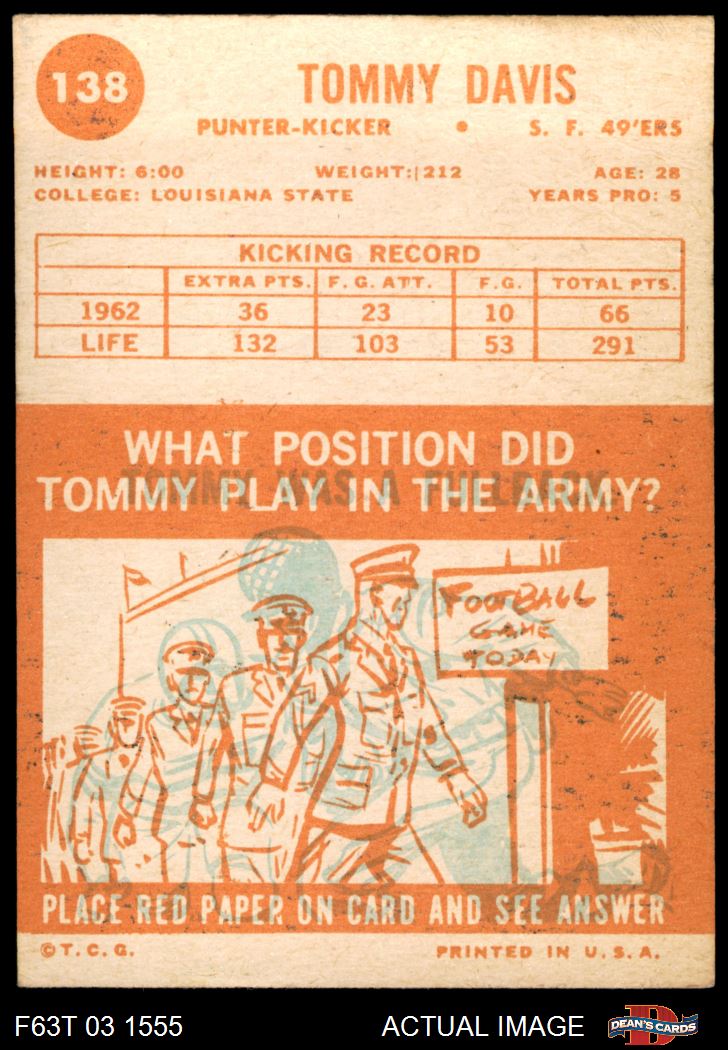 138
TOMMY DAVIS
PUNTER-KICKER • S. F. 49'ERS
HEIGHT: 6:00 WEIGHT: 212 AGE: 28
COLLEGE: LOUISIANA STATE YEARS PRO: 5
KICKING RECORD
EXTRA PTS. F. G. ATT. F. G. TOTAL PTS.
1962 36 23 10 66
LIFE 132 103 53 291
WHAT POSITION DID
TOMMY WAS A FULLBACK
TOMMY PLAY IN THE ARMY?
FOOTBALL
GAME
TODAY
PLACE RED PAPER ON CARD AND SEE ANSWER
© T. C. G. PRINTED IN U. S. A.
F63T 03 1555 ACTUAL IMAGE DEAN'S CARDS